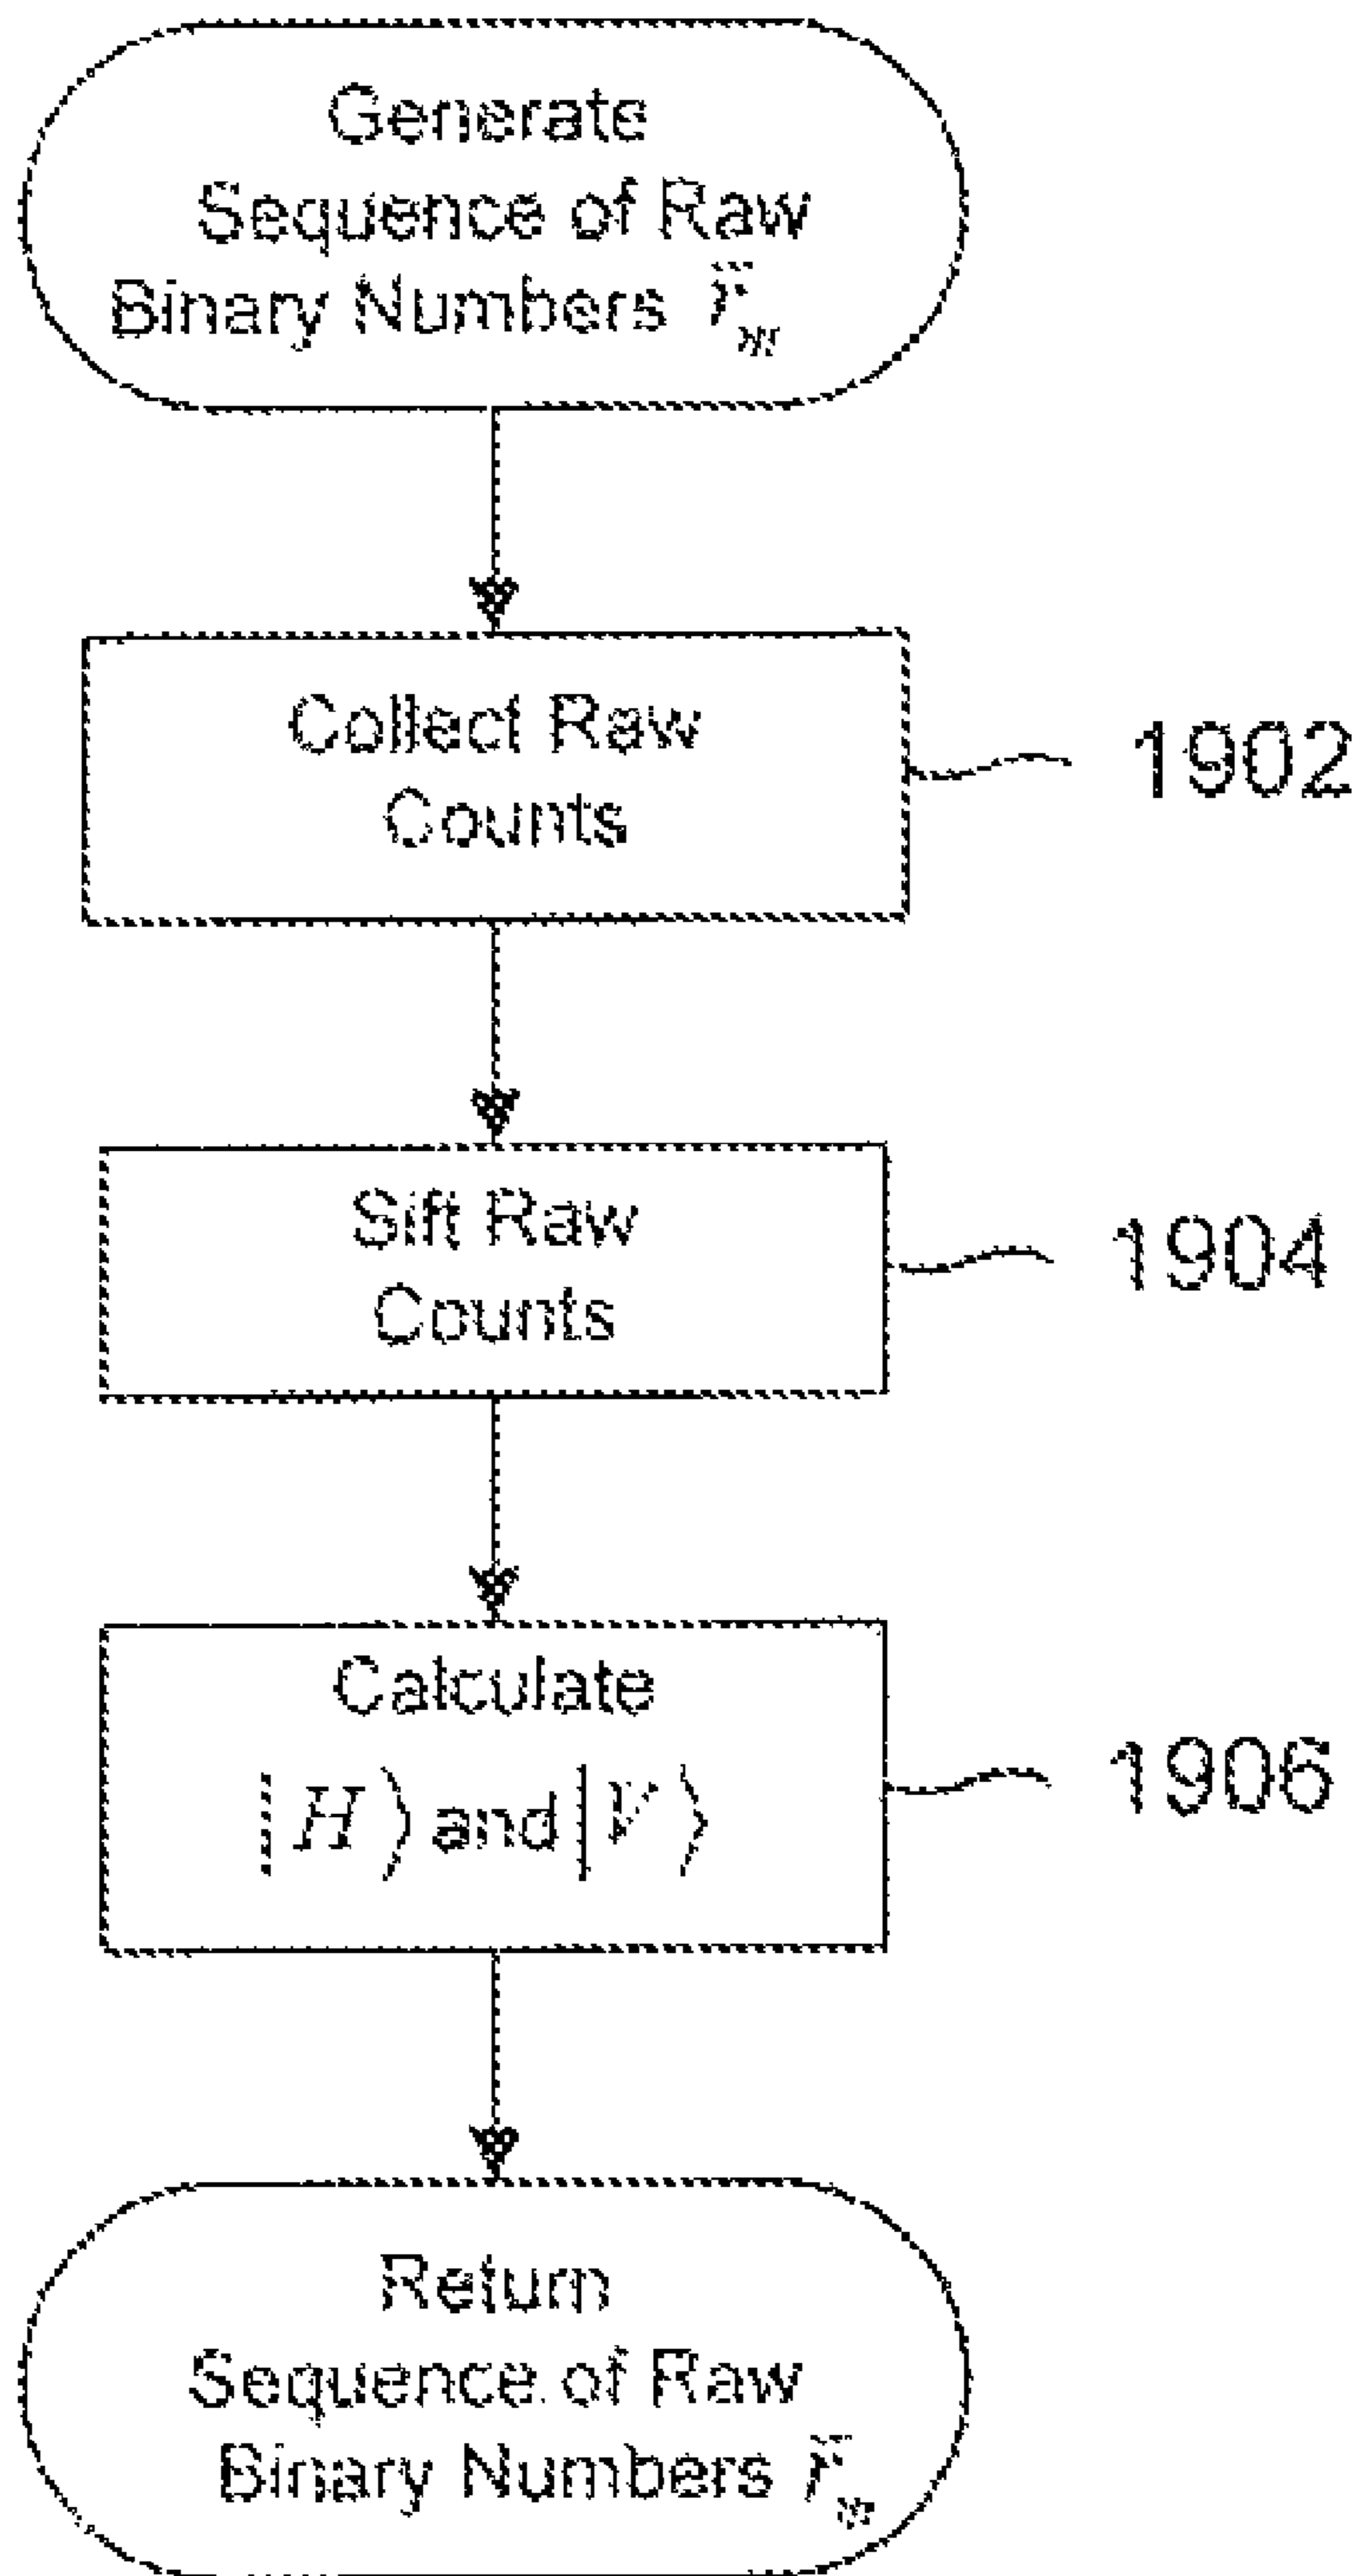 Generate
Sequence of Raw
Binary Numbers r̃ₘ
Collect Raw
Counts
1902
Sift Raw
Counts
1904
Calculate
|H⟩ and |V⟩
1906
Return
Sequence of Raw
Binary Numbers r̃ₘ